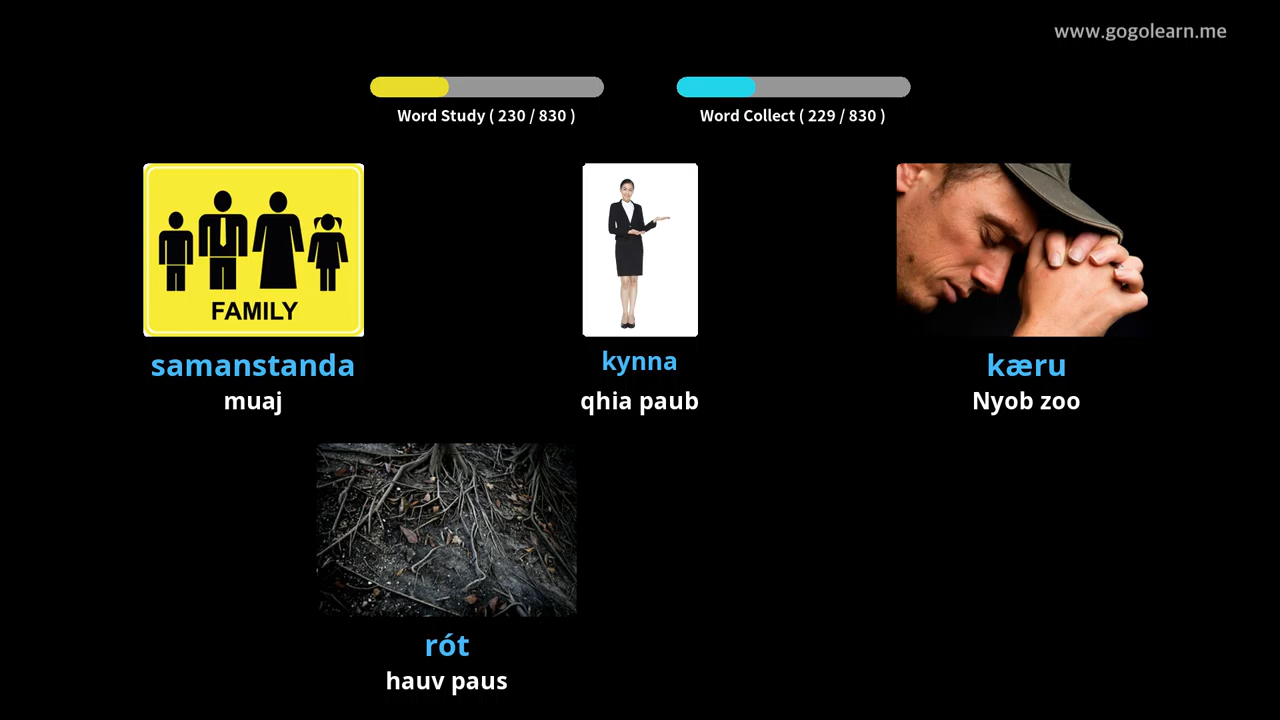 www.gogolearn.me
Word Study ( 230 / 830 )
Word Collect ( 229 / 830 )
FAMILY
samanstanda
muaj
kynna
qhia paub
kæru
Nyob zoo
rót
hauv paus